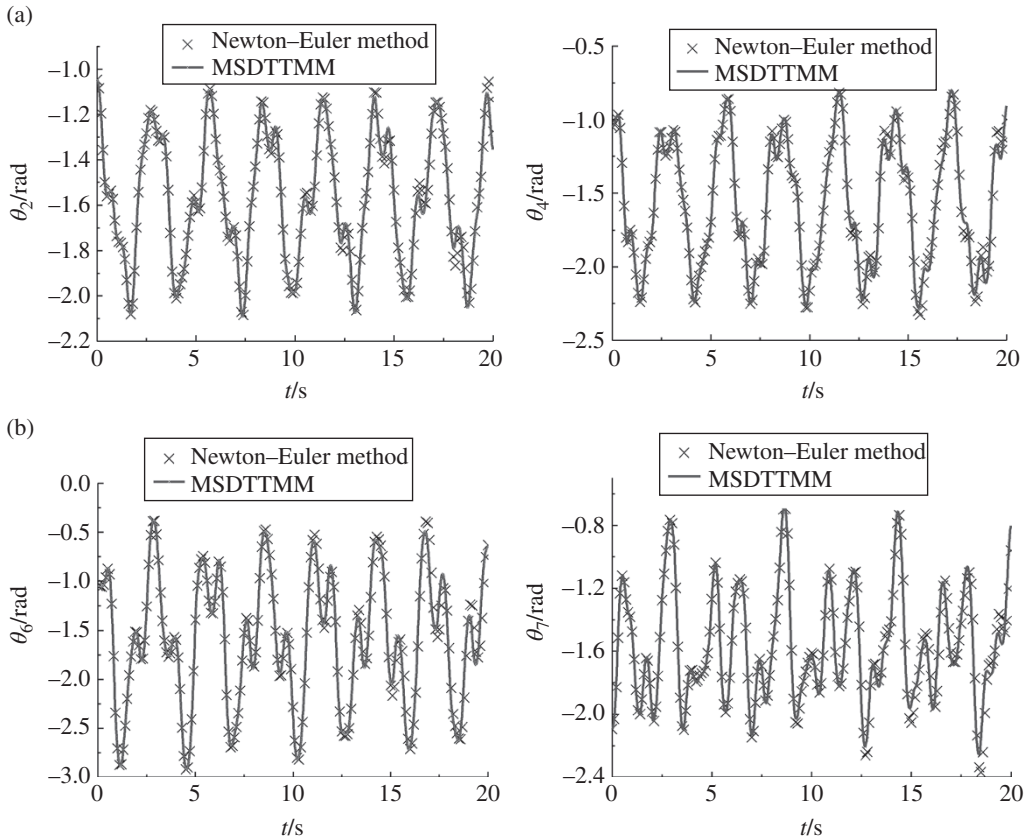 (a)
× Newton–Euler method
MSDTTMM
–1.0
–1.2
–1.4
–1.6
–1.8
–2.0
–2.2
θ2/rad
0 5 10 15 20
t/s
× Newton–Euler method
MSDTTMM
–0.5
–1.0
–1.5
–2.0
–2.5
θ4/rad
0 5 10 15 20
t/s
(b)
× Newton–Euler method
MSDTTMM
0.0
–0.5
–1.0
–1.5
–2.0
–2.5
–3.0
θ6/rad
0 5 10 15 20
t/s
× Newton–Euler method
MSDTTMM
–0.8
–1.2
–1.6
–2.0
–2.4
θ7/rad
0 5 10 15 20
t/s